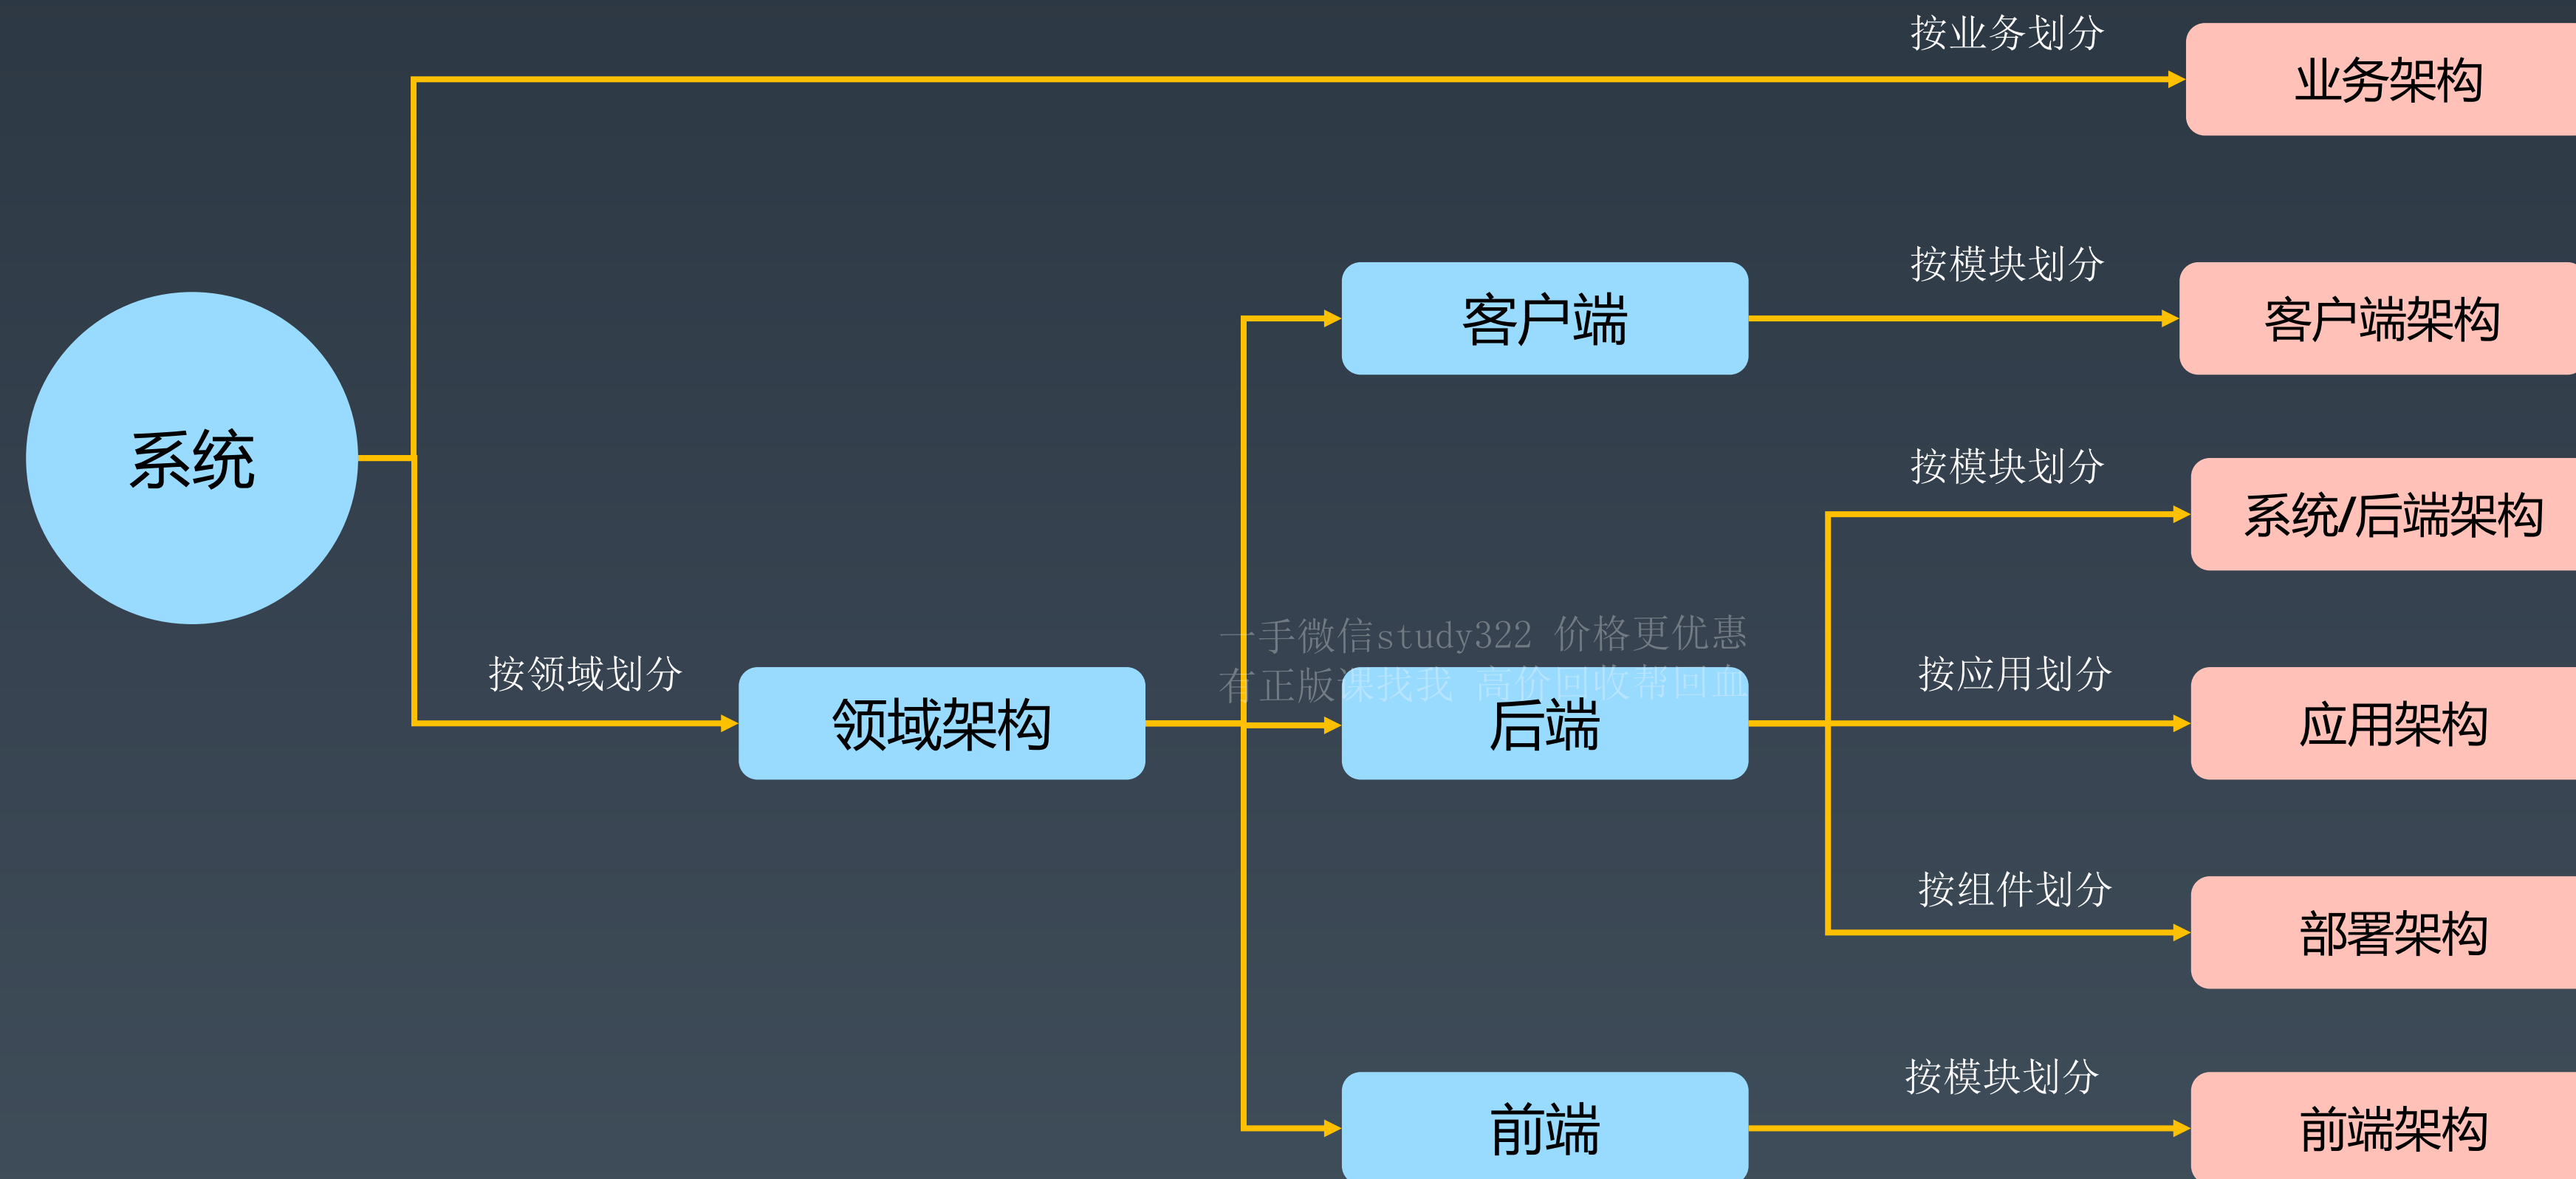 按业务划分
业务架构
按模块划分
客户端
客户端架构
系统
按模块划分
系统/后端架构
一手微信study322 价格更优惠
有正版课找我 高价回收帮回血
按领域划分
领域架构
后端
按应用划分
应用架构
按组件划分
部署架构
按模块划分
前端
前端架构